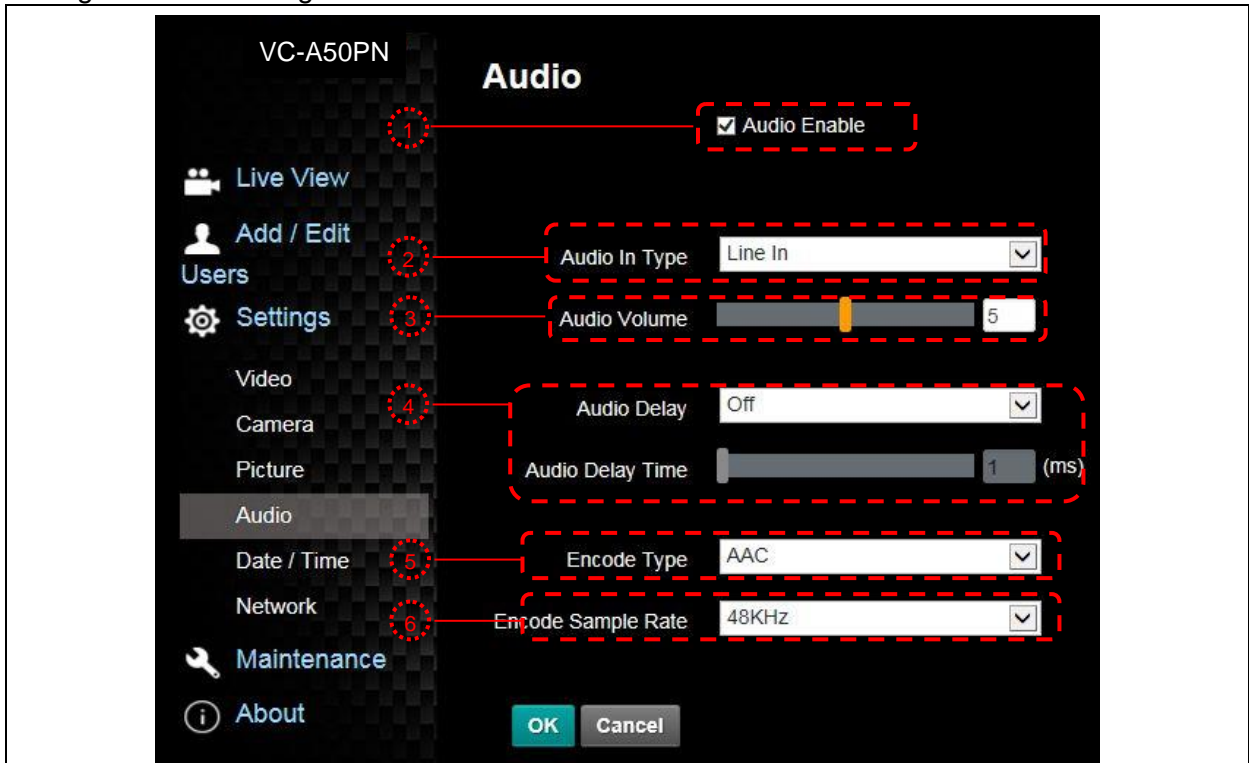 VC-A50PN
Audio
1
Audio Enable
Live View
Add / Edit
Users
2
Audio In Type
Line In
Settings
3
Audio Volume
5
Video
4
Audio Delay
Off
Camera
Picture
Audio Delay Time
1
(ms)
Audio
Date / Time
5
Encode Type
AAC
Network
6
Encode Sample Rate
48KHz
Maintenance
About
OK
Cancel